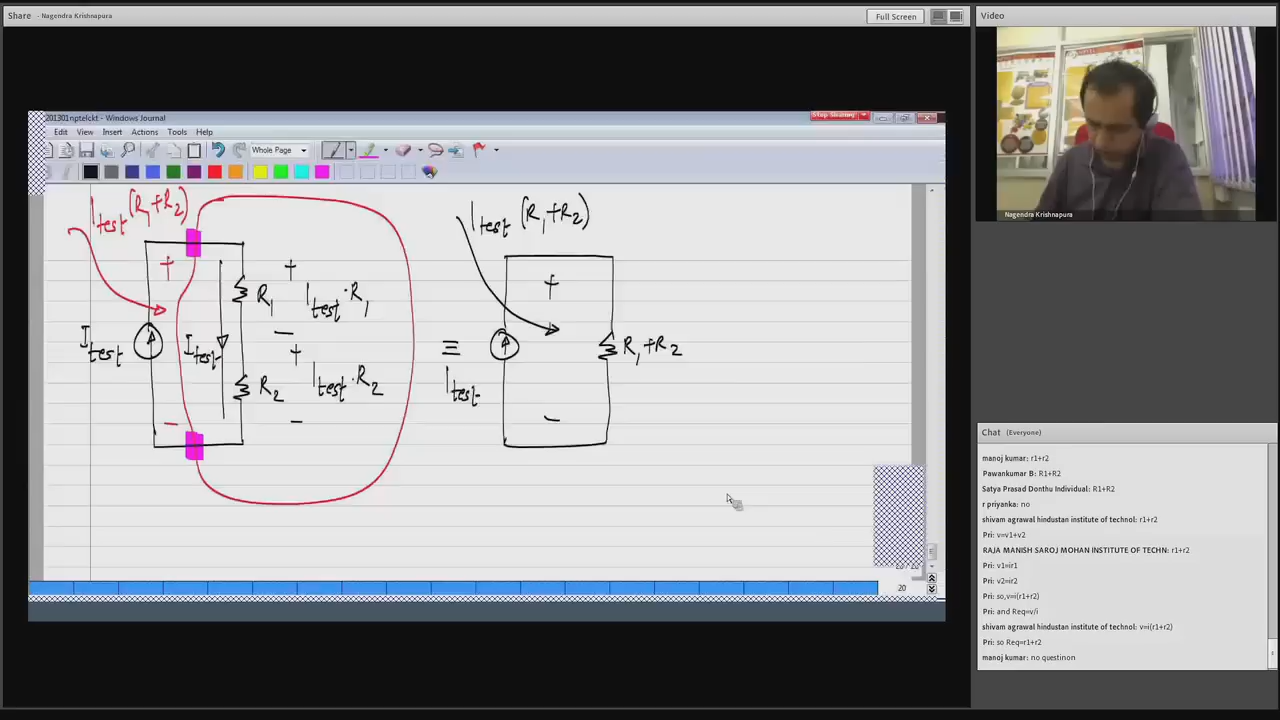 Share - Nagendra Krishnapura
Full Screen
Video
201301nptelckt - Windows Journal
Stop Sharing
Edit View Insert Actions Tools Help
Whole Page
Itest (R1+R2)
Itest (R1+R2)
+
+
+
R1
Itest·R1
−
Itest
Itest
+
≡
R1+R2
R2
Itest·R2
Itest
−
−
−
20
Nagendra Krishnapura
Chat (Everyone)
manoj kumar: r1+r2
Pawankumar B: R1+R2
Satya Prasad Donthu Individual: R1+R2
r priyanka: no
shivam agrawal hindustan institute of technol: r1+r2
Pri: v=v1+v2
RAJA MANISH SAROJ MOHAN INSTITUTE OF TECHN: r1+r2
Pri: v1=ir1
Pri: v2=ir2
Pri: so,v=i(r1+r2)
Pri: and Req=v/i
shivam agrawal hindustan institute of technol: v=i(r1+r2)
Pri: so Req=r1+r2
manoj kumar: no questinon